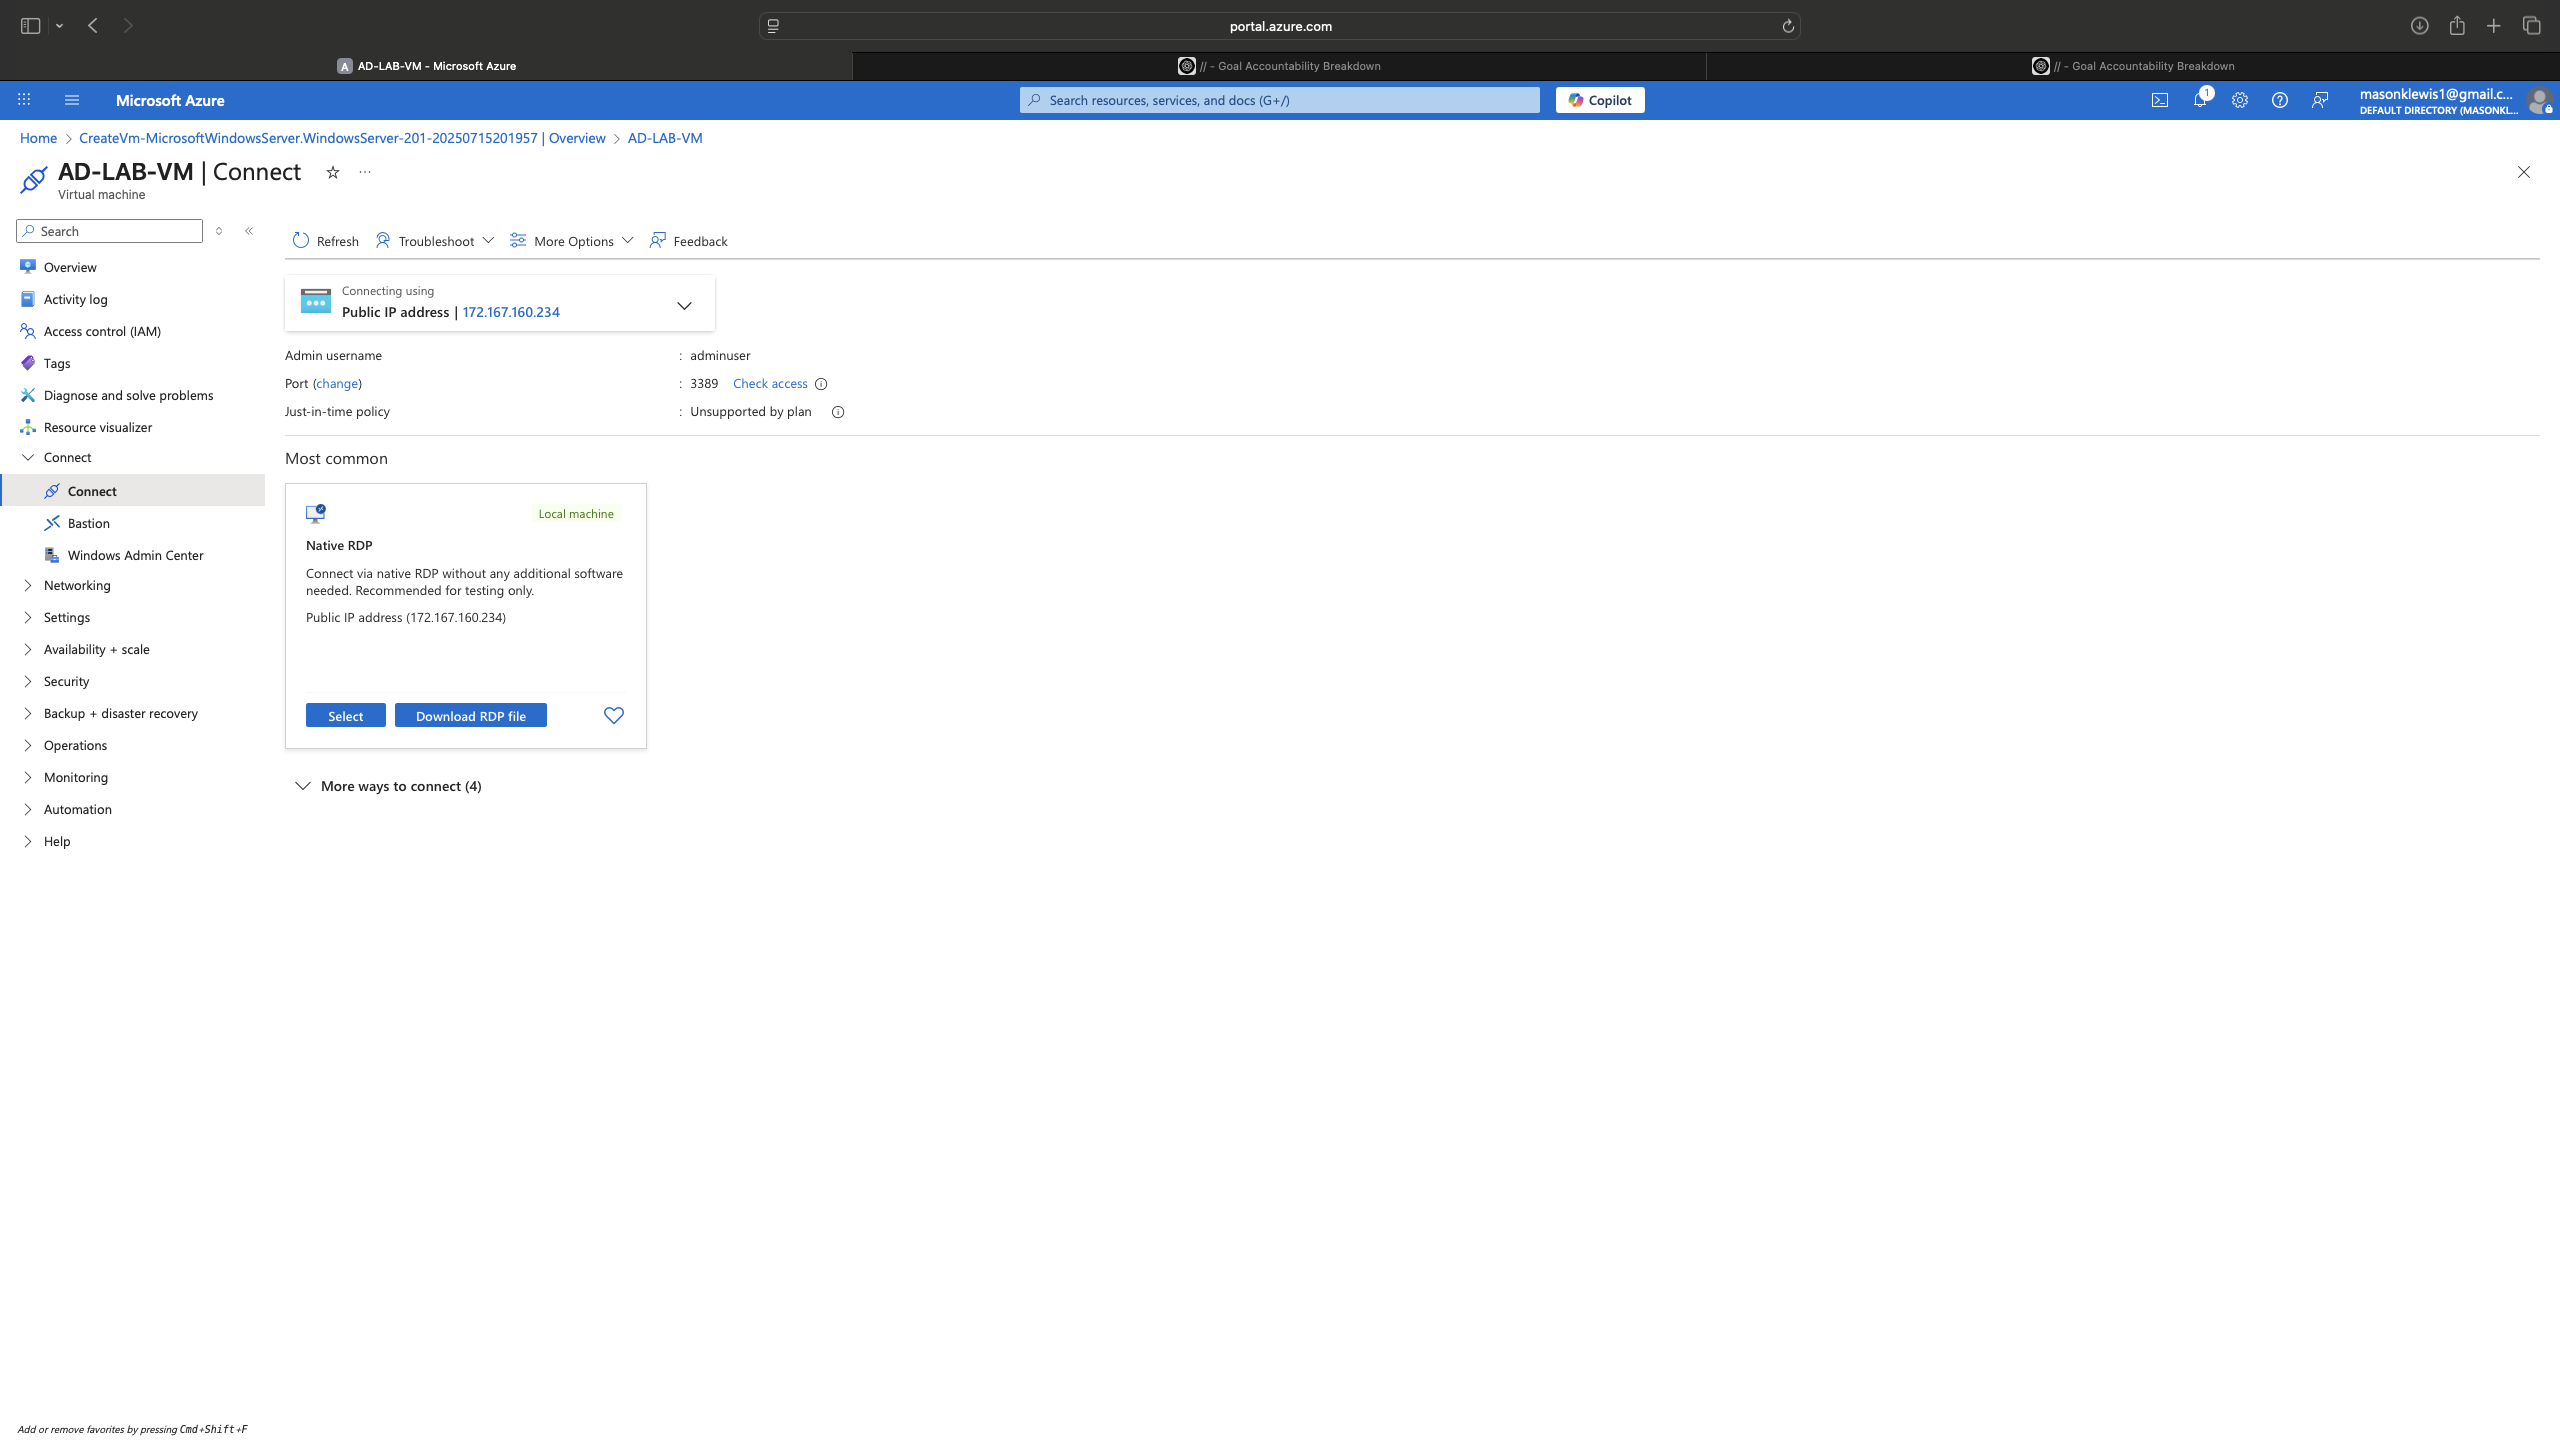 portal.azure.com
AD-LAB-VM - Microsoft Azure
// - Goal Accountability Breakdown
// - Goal Accountability Breakdown
Microsoft Azure
Search resources, services, and docs (G+/)
Copilot
1
masonklewis1@gmail.c...
DEFAULT DIRECTORY (MASONKL...
Home > CreateVm-MicrosoftWindowsServer.WindowsServer-201-20250715201957 | Overview > AD-LAB-VM
AD-LAB-VM | Connect
Virtual machine
Search
Overview
Activity log
Access control (IAM)
Tags
Diagnose and solve problems
Resource visualizer
Connect
Connect
Bastion
Windows Admin Center
Networking
Settings
Availability + scale
Security
Backup + disaster recovery
Operations
Monitoring
Automation
Help
Add or remove favorites by pressing Cmd+Shift+F
Refresh
Troubleshoot
More Options
Feedback
Connecting using
Public IP address | 172.167.160.234
Admin username : adminuser
Port (change) : 3389 Check access
Just-in-time policy : Unsupported by plan
Most common
Local machine
Native RDP
Connect via native RDP without any additional software
needed. Recommended for testing only.
Public IP address (172.167.160.234)
Select
Download RDP file
More ways to connect (4)